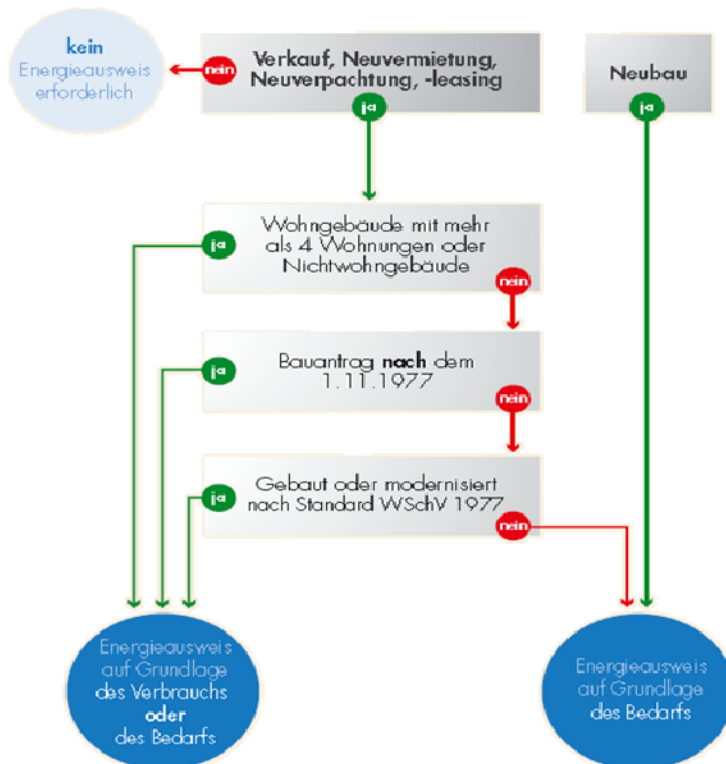 kein
Energieausweis
erforderlich
nein
Verkauf, Neuvermietung,
Neuverpachtung, -leasing
ja
Neubau
ja
Wohngebäude mit mehr
als 4 Wohnungen oder
Nichtwohngebäude
ja
nein
Bauantrag nach dem
1.11.1977
ja
nein
Gebaut oder modernisiert
nach Standard WSchV 1977
ja
nein
Energieausweis
auf Grundlage
des Verbrauchs
oder
des Bedarfs
Energieausweis
auf Grundlage
des Bedarfs